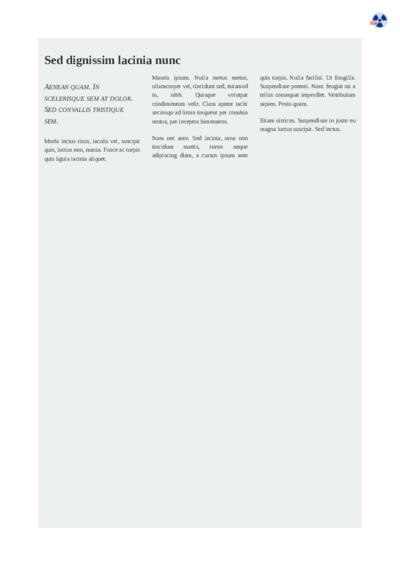 Sed dignissim lacinia nunc
AENEAN QUAM. IN
SCELERISQUE SEM AT DOLOR.
SED CONVALLIS TRISTIQUE
SEM.
Morbi lectus risus, iaculis vel, suscipit
quis, luctus non, massa. Fusce ac turpis
quis ligula lacinia aliquet.
Mauris ipsum. Nulla metus metus,
ullamcorper vel, tincidunt sed, euismod
in, nibh. Quisque volutpat
condimentum velit. Class aptent taciti
sociosqu ad litora torquent per conubia
nostra, per inceptos himenaeos.
Nam nec ante. Sed lacinia, urna non
tincidunt mattis, tortor neque
adipiscing diam, a cursus ipsum ante
quis turpis. Nulla facilisi. Ut fringilla.
Suspendisse potenti. Nunc feugiat mi a
tellus consequat imperdiet. Vestibulum
sapien. Proin quam.
Etiam ultrices. Suspendisse in justo eu
magna luctus suscipit. Sed lectus.